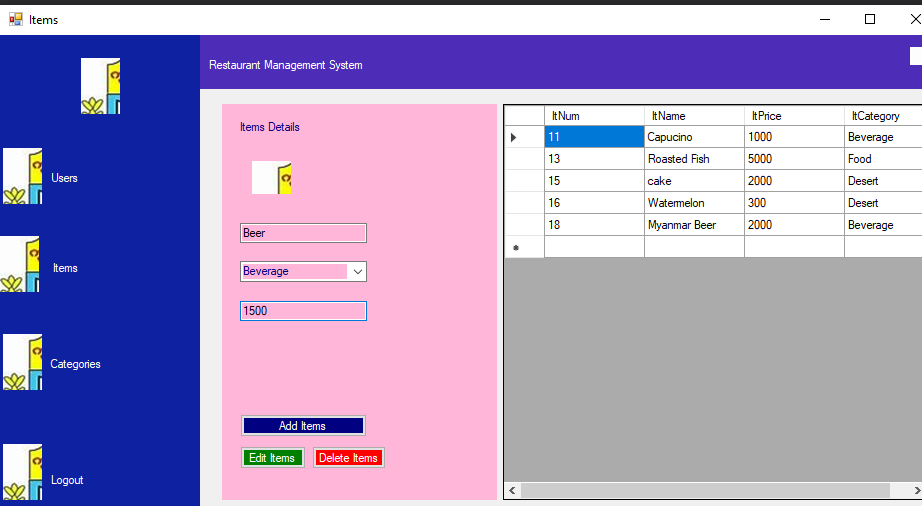 Items
Restaurant Management System
Users
Items
Categories
Logout
Items Details
Beer
Beverage
1500
Add Items
Edit Items Delete Items
ItNum ItName ItPrice ItCategory
11 Capucino 1000 Beverage
13 Roasted Fish 5000 Food
15 cake 2000 Desert
16 Watermelon 300 Desert
18 Myanmar Beer 2000 Beverage